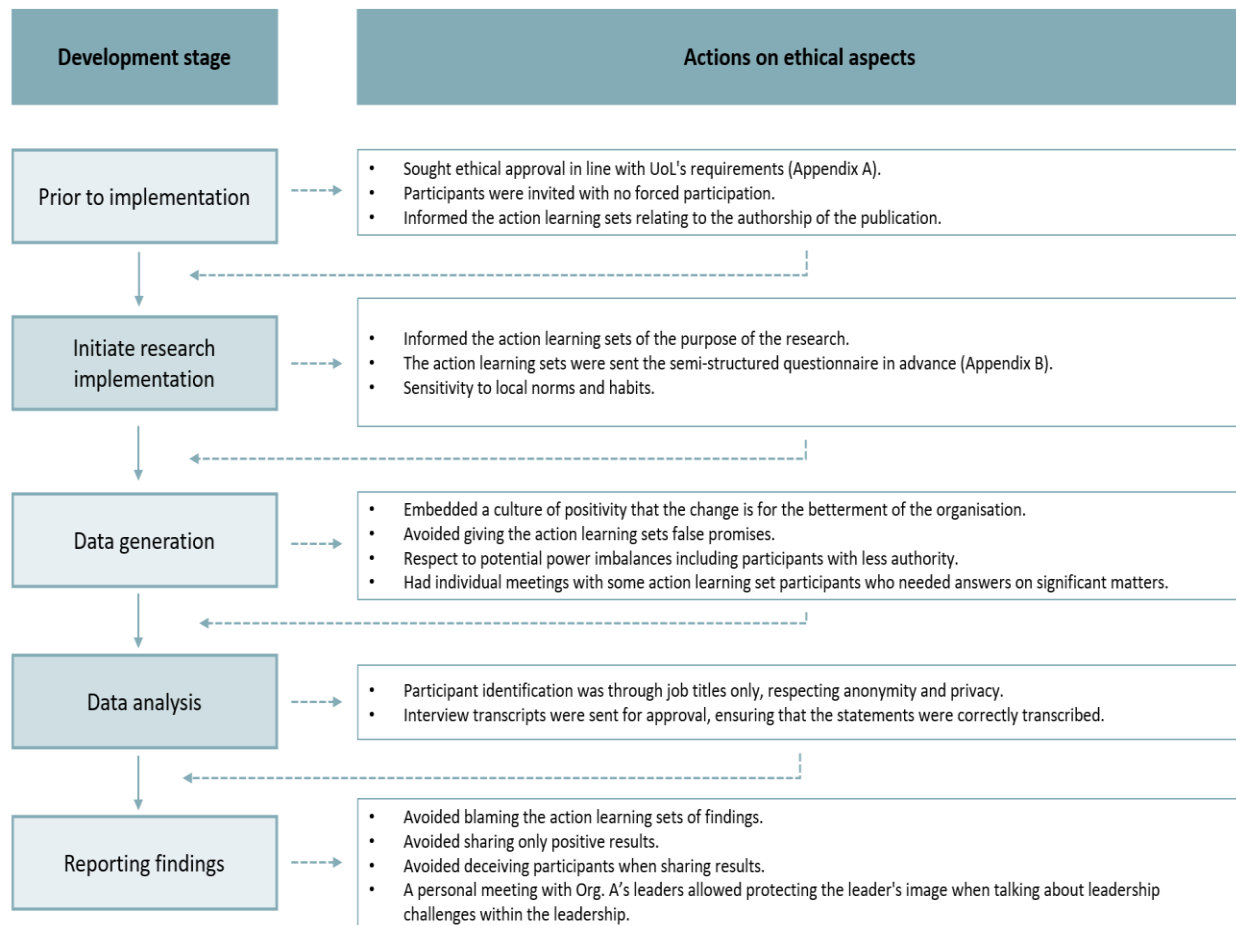 Development stage
Actions on ethical aspects
Prior to implementation
• Sought ethical approval in line with UoL's requirements (Appendix A).
• Participants were invited with no forced participation.
• Informed the action learning sets relating to the authorship of the publication.
Initiate research
implementation
• Informed the action learning sets of the purpose of the research.
• The action learning sets were sent the semi-structured questionnaire in advance (Appendix B).
• Sensitivity to local norms and habits.
Data generation
• Embedded a culture of positivity that the change is for the betterment of the organisation.
• Avoided giving the action learning sets false promises.
• Respect to potential power imbalances including participants with less authority.
• Had individual meetings with some action learning set participants who needed answers on significant matters.
Data analysis
• Participant identification was through job titles only, respecting anonymity and privacy.
• Interview transcripts were sent for approval, ensuring that the statements were correctly transcribed.
Reporting findings
• Avoided blaming the action learning sets of findings.
• Avoided sharing only positive results.
• Avoided deceiving participants when sharing results.
• A personal meeting with Org. A’s leaders allowed protecting the leader's image when talking about leadership
challenges within the leadership.